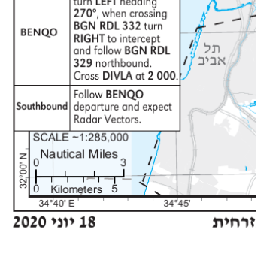 turn LEFT heading
270°, when crossing
BENQO
BGN RDL 332 turn
RIGHT to intercept
and follow BGN RDL
329 northbound.
Cross DIVLA at 2 000.
Southbound
Follow BENQO
departure and expect
Radar Vectors.
תל
אביב
SCALE ~1:285,000
Nautical Miles
0 3
0 5
Kilometers
32°00' N
34°40' E 34°45'
18 יוני 2020
זרחית